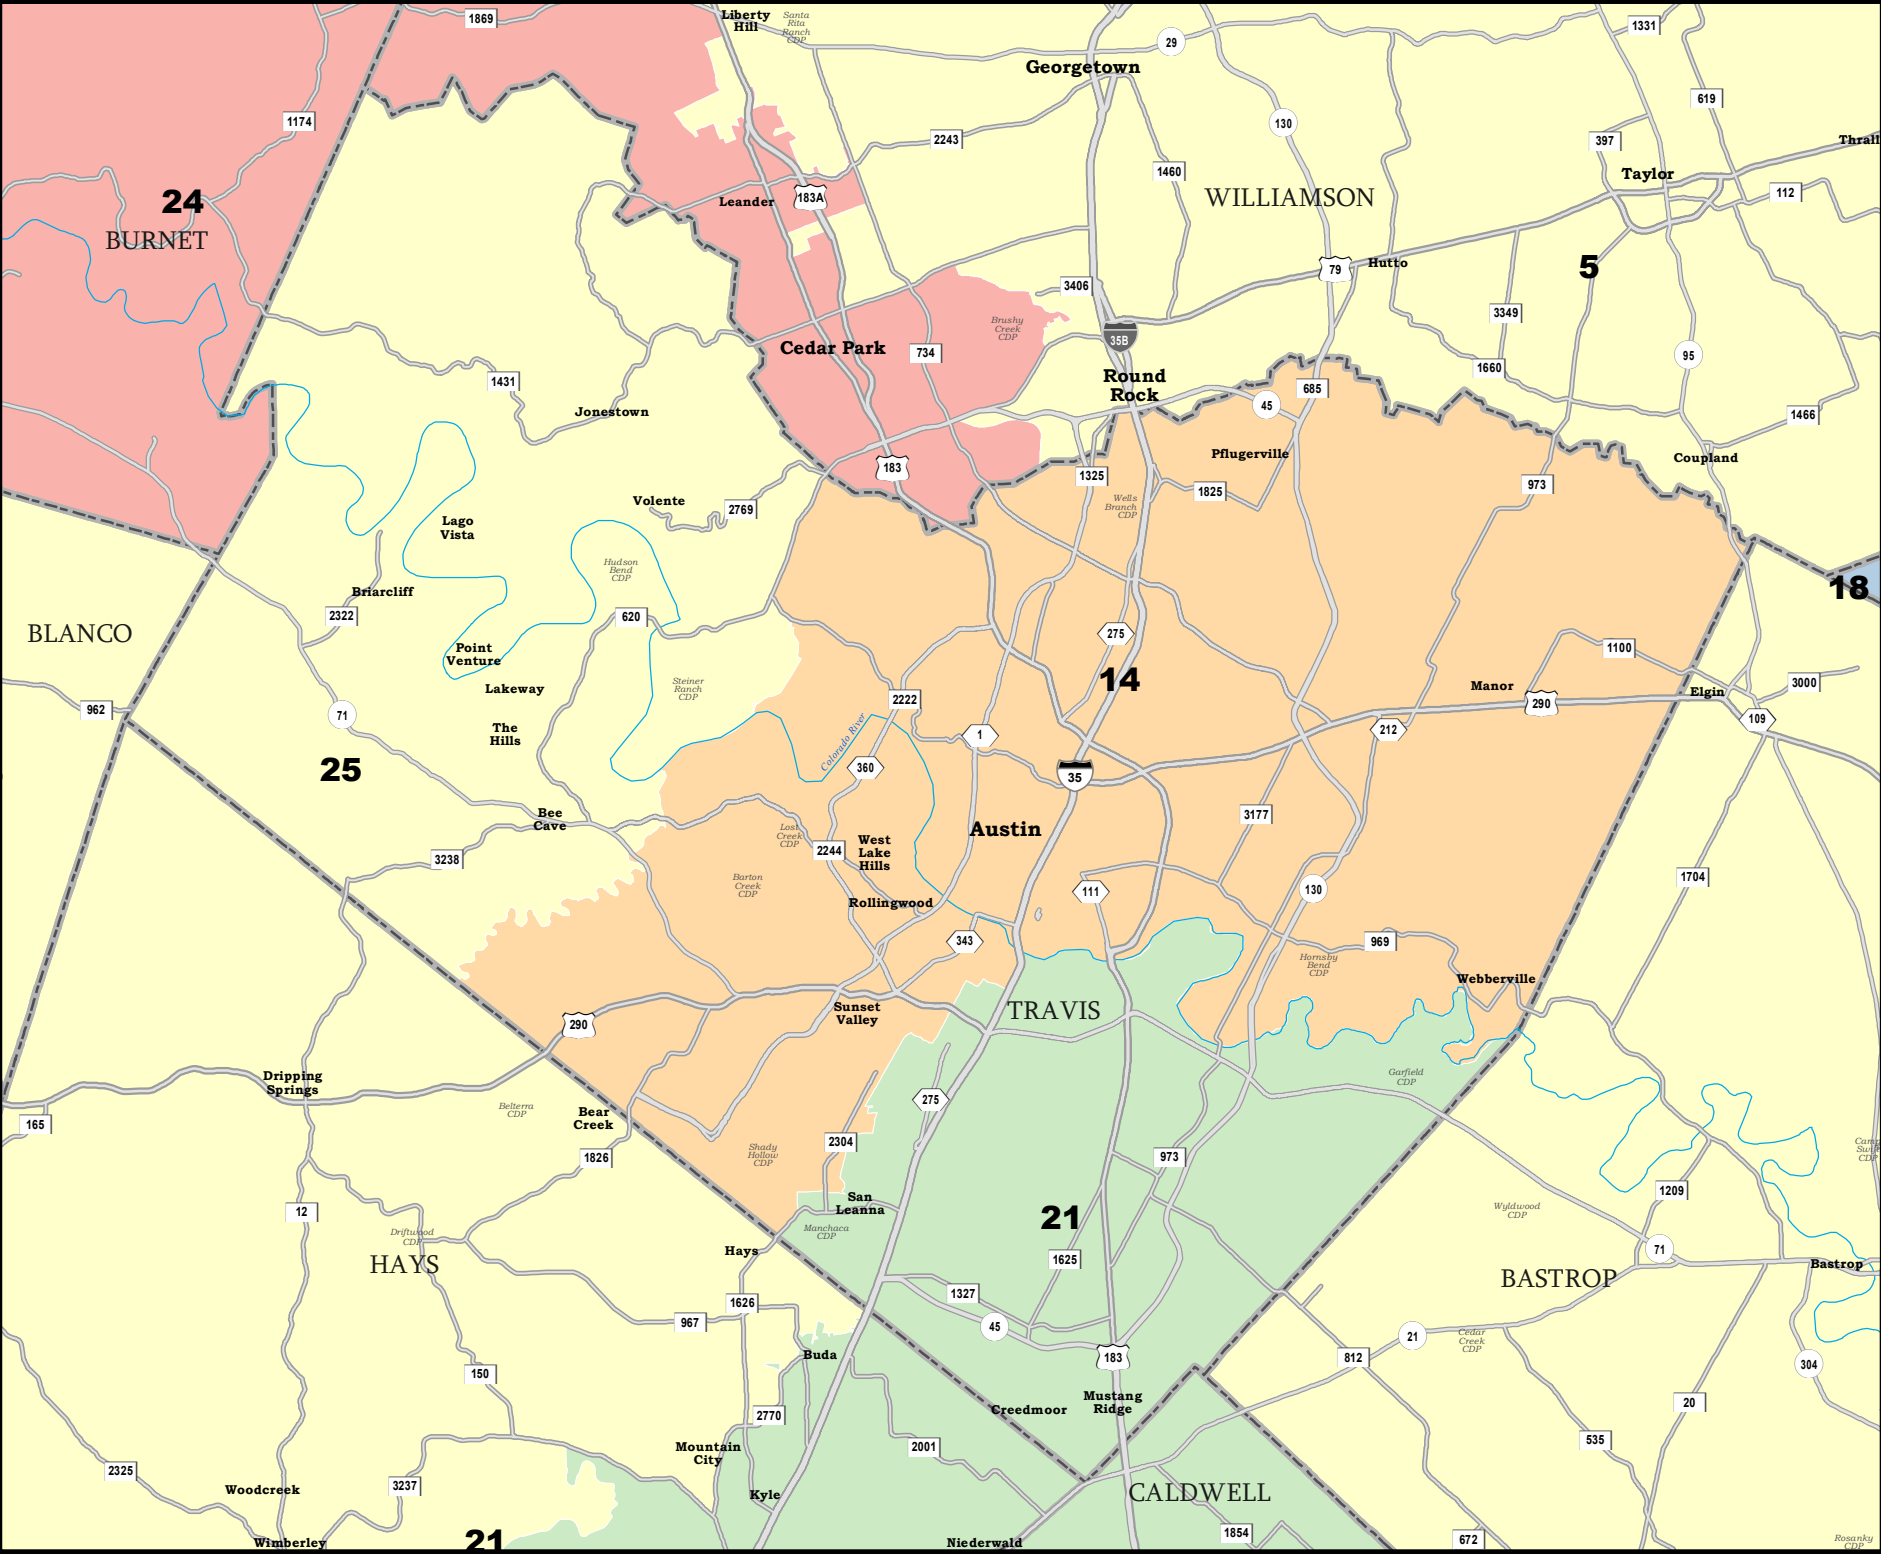 1869
Liberty
Hill
Santa
Rita
Ranch
CDP
29
1331
Georgetown
619
1174
130
2243
397
Thrall
1460
Taylor
112
24
Leander
183A
WILLIAMSON
BURNET
79
Hutto
5
3406
3349
Brushy
Creek
CDP
35B
Cedar Park
734
95
1660
1431
Round
Rock
685
45
Jonestown
1466
Pflugerville
Coupland
183
1325
973
1825
Volente
2769
Wells
Branch
CDP
Lago
Vista
Hudson
Bend
CDP
18
Briarcliff
2322
620
BLANCO
275
1100
Point
Venture
14
Steiner
Ranch
CDP
Lakeway
Manor
3000
Elgin
2222
290
962
71
109
The
Hills
1
212
Colorado River
25
360
35
Bee
Cave
3177
Austin
Lost
Creek
CDP
2244
West
Lake
Hills
3238
1704
Barton
Creek
CDP
111
130
Rollingwood
343
969
Hornsby
Bend
CDP
Webberville
Sunset
Valley
TRAVIS
290
Dripping
Springs
Garfield
CDP
275
Belterra
CDP
Bear
Creek
165
2304
Shady
Hollow
CDP
973
1826
1209
San
Leanna
12
Wyldwood
CDP
21
Manchaca
CDP
Driftwood
CDP
Hays
71
1625
HAYS
Bastrop
BASTROP
1327
1626
967
45
21
Cedar
Creek
CDP
Buda
183
812
304
150
Mustang
Ridge
20
Creedmoor
2770
535
2001
Mountain
City
2325
3237
Woodcreek
Kyle
CALDWELL
1854
672
Wimberley
21
Niederwald
Rosanky
CDP